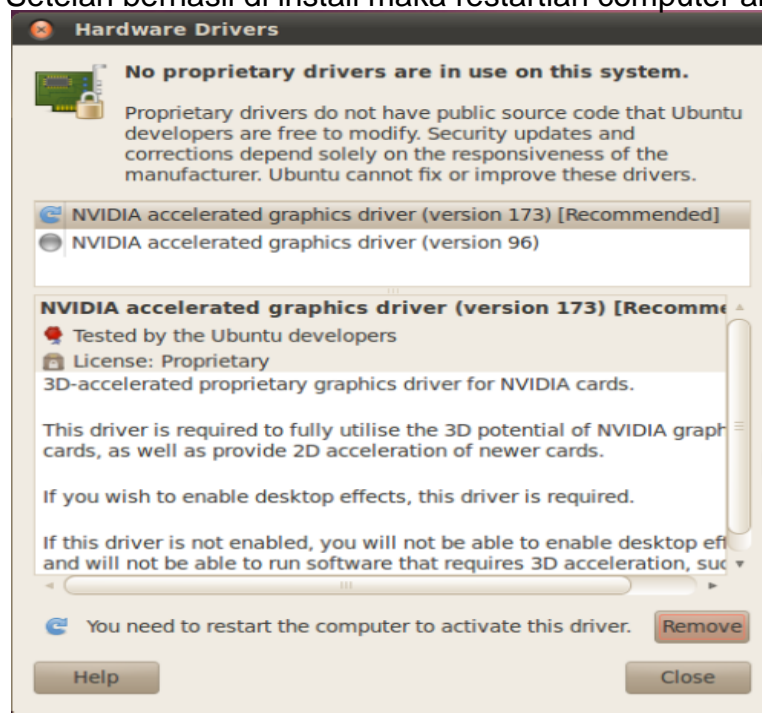 Setelah berhasil di install maka restartlah computer
Hardware Drivers
No proprietary drivers are in use on this system.
Proprietary drivers do not have public source code that Ubuntu
developers are free to modify. Security updates and
corrections depend solely on the responsiveness of the
manufacturer. Ubuntu cannot fix or improve these drivers.
NVIDIA accelerated graphics driver (version 173) [Recommended]
NVIDIA accelerated graphics driver (version 96)
NVIDIA accelerated graphics driver (version 173) [Recomme
Tested by the Ubuntu developers
License: Proprietary
3D-accelerated proprietary graphics driver for NVIDIA cards.
This driver is required to fully utilise the 3D potential of NVIDIA graph
cards, as well as provide 2D acceleration of newer cards.
If you wish to enable desktop effects, this driver is required.
If this driver is not enabled, you will not be able to enable desktop eff
and will not be able to run software that requires 3D acceleration, suc
You need to restart the computer to activate this driver.
Remove
Help
Close